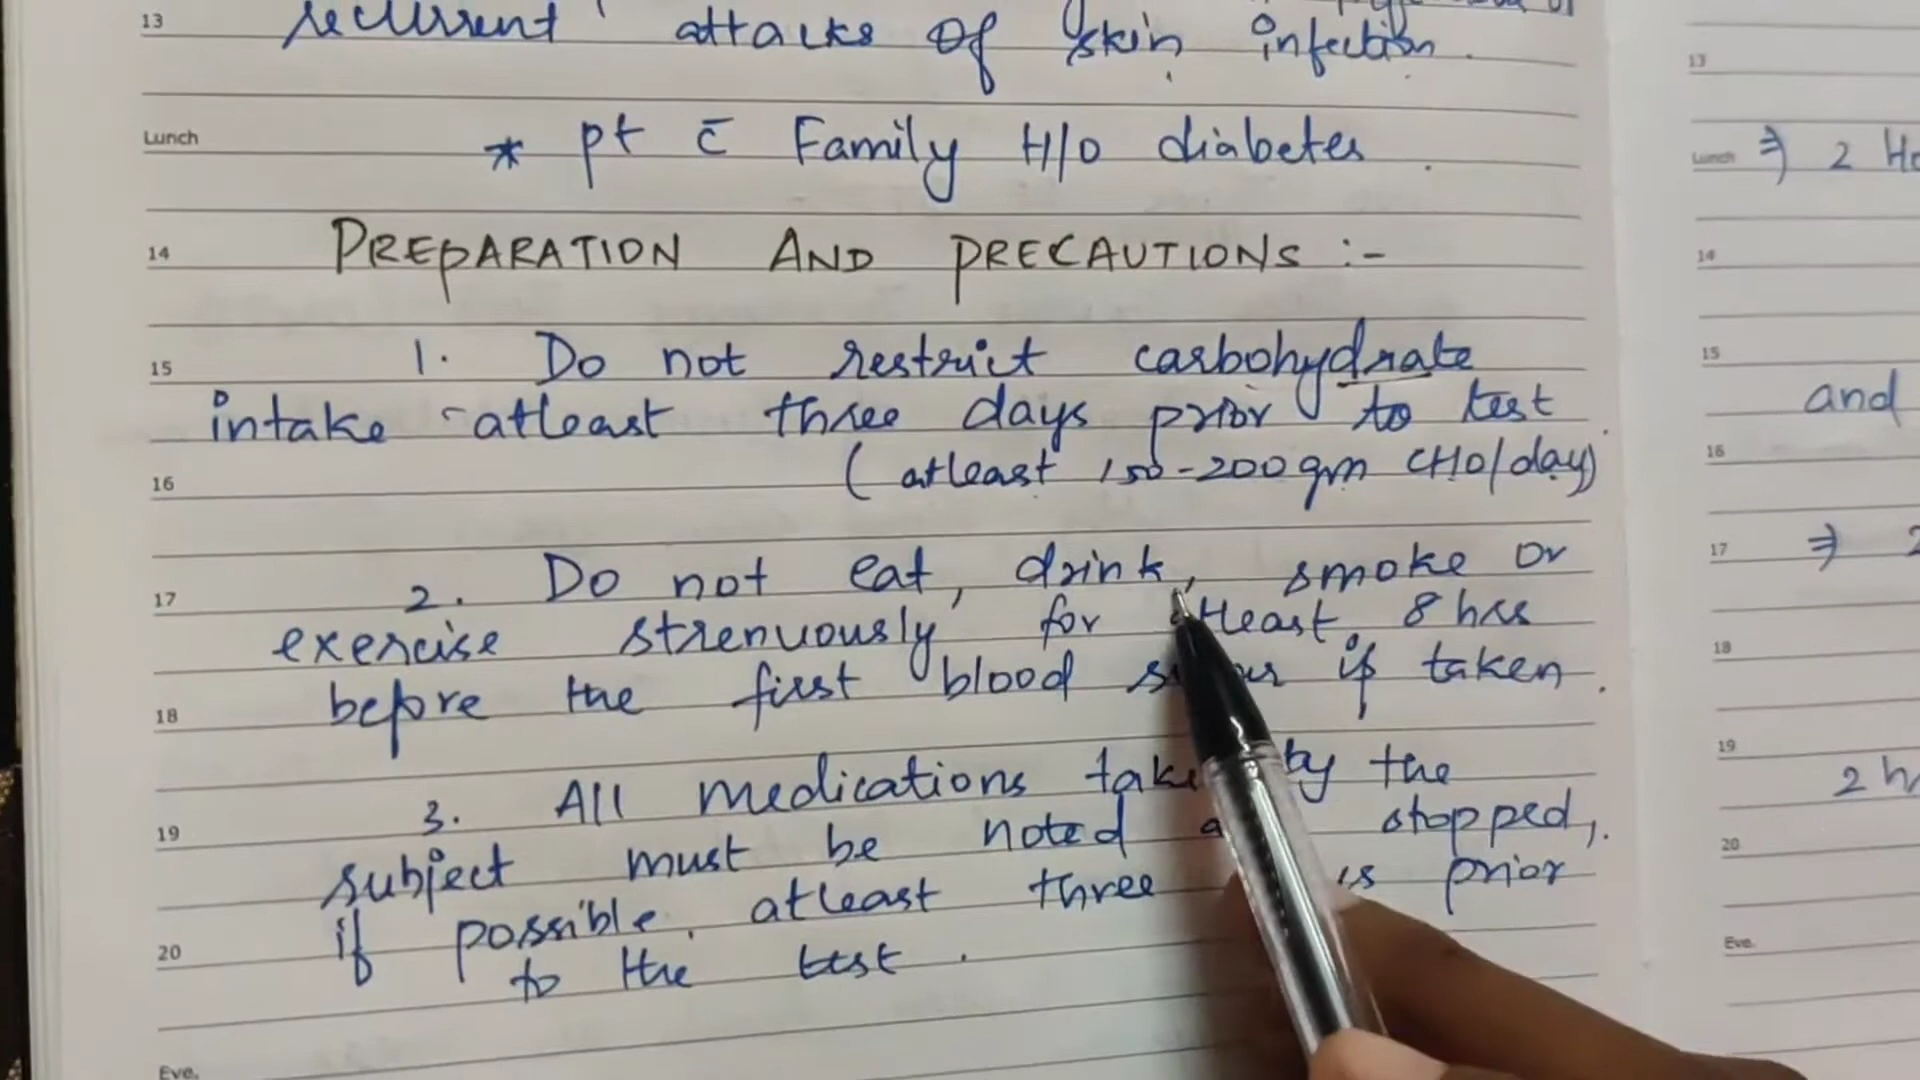 13 recurrent attacks of skin infection.
Lunch * pt c̄ Family H/O diabetes.
14 PREPARATION AND PRECAUTIONS :-
15 1. Do not restrict carbohydrate
intake atleast three days prior to test.
16 (atleast 150-200 gm CHO/day)
17 2. Do not eat, drink, smoke or
exercise strenuously for atleast 8 hrs
18 before the first blood if taken.
3. All medications by the
19 subject must be noted stopped,
if possible, atleast three prior
20 to the test.
Eve.
13
Lunch ⇒ 2
14
15
and
16
17 ⇒ 2
18
19
2 h
20
Eve.